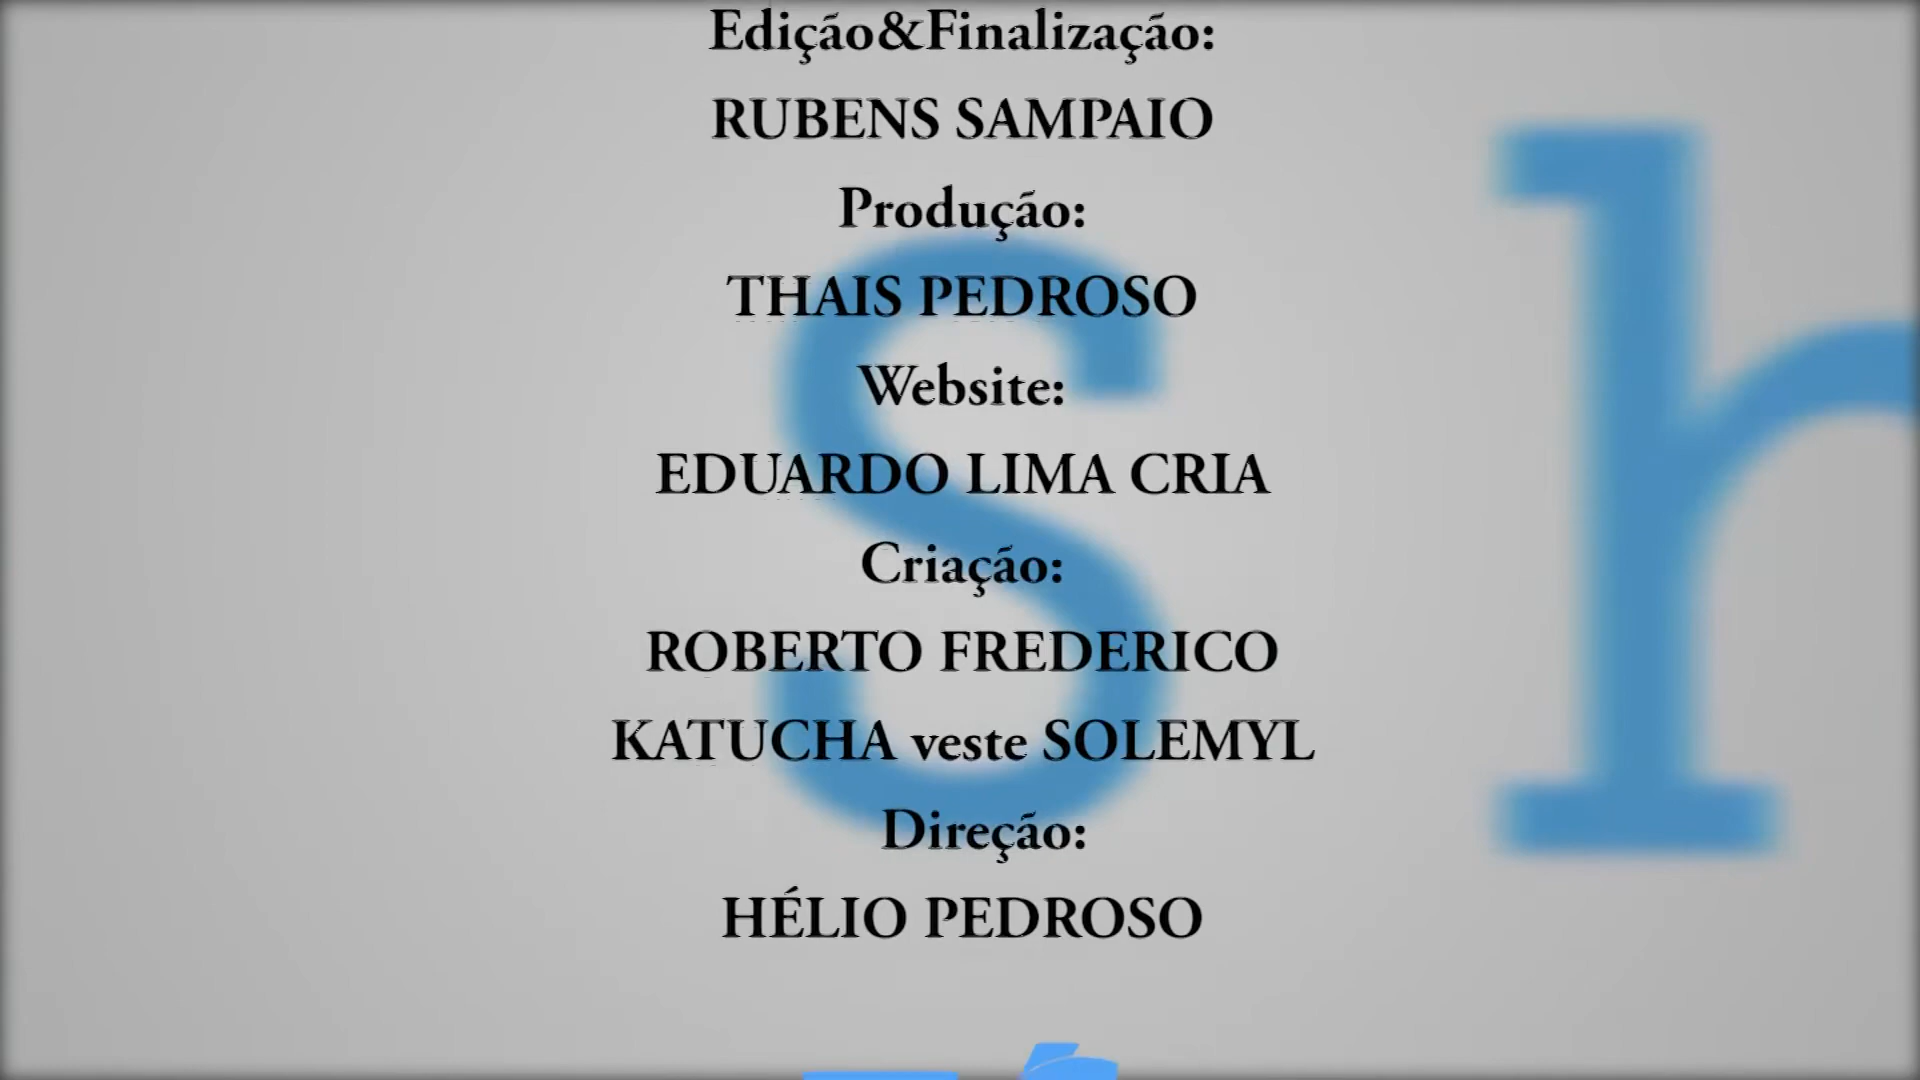 Edição&Finalização:
RUBENS SAMPAIO
Produção:
THAIS PEDROSO
Website:
EDUARDO LIMA CRIA
Criação:
ROBERTO FREDERICO
KATUCHA veste SOLEMYL
Direção:
HÉLIO PEDROSO
s h